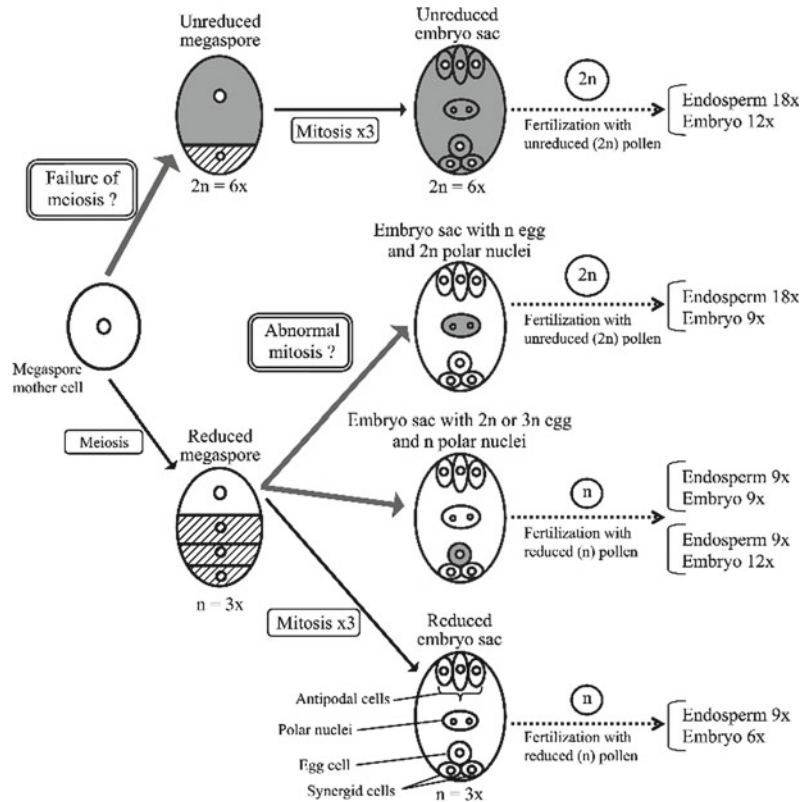 Unreduced
megaspore
2n = 6x
Mitosis x3
Unreduced
embryo sac
2n = 6x
2n
Fertilization with
unreduced (2n) pollen
Endosperm 18x
Embryo 12x
Failure of
meiosis ?
Megaspore
mother cell
Meiosis
Abnormal
mitosis ?
Embryo sac with n egg
and 2n polar nuclei
2n
Fertilization with
unreduced (2n) pollen
Endosperm 18x
Embryo 9x
Reduced
megaspore
n = 3x
Embryo sac with 2n or 3n egg
and n polar nuclei
n
Fertilization with
reduced (n) pollen
Endosperm 9x
Embryo 9x
Endosperm 9x
Embryo 12x
Mitosis x3
Reduced
embryo sac
Antipodal cells
Polar nuclei
Egg cell
Synergid cells
n = 3x
n
Fertilization with
reduced (n) pollen
Endosperm 9x
Embryo 6x